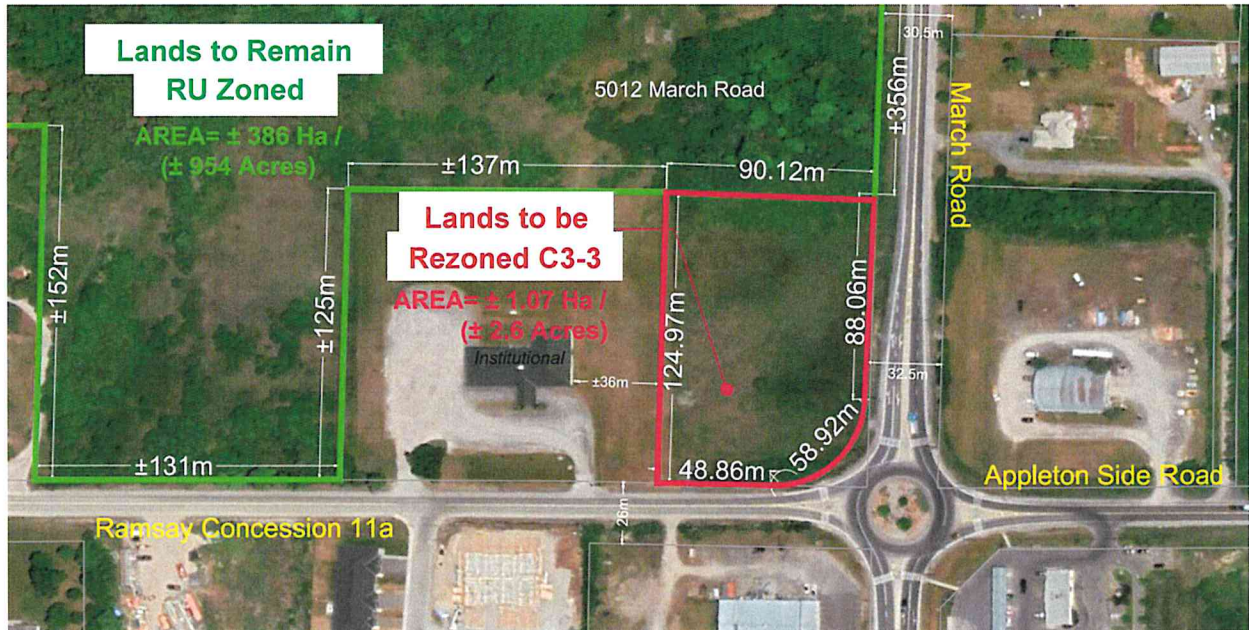 Lands to Remain
RU Zoned
AREA= ± 386 Ha /
(± 954 Acres)
5012 March Road
30.5m
±356m
March Road
±137m
90.12m
Lands to be
Rezoned C3-3
AREA= ± 1.07 Ha /
(± 2.6 Acres)
Institutional
±36m
±152m
±125m
124.97m
88.06m
32.5m
58.92m
48.86m
±131m
26m
Appleton Side Road
Ramsay Concession 11a